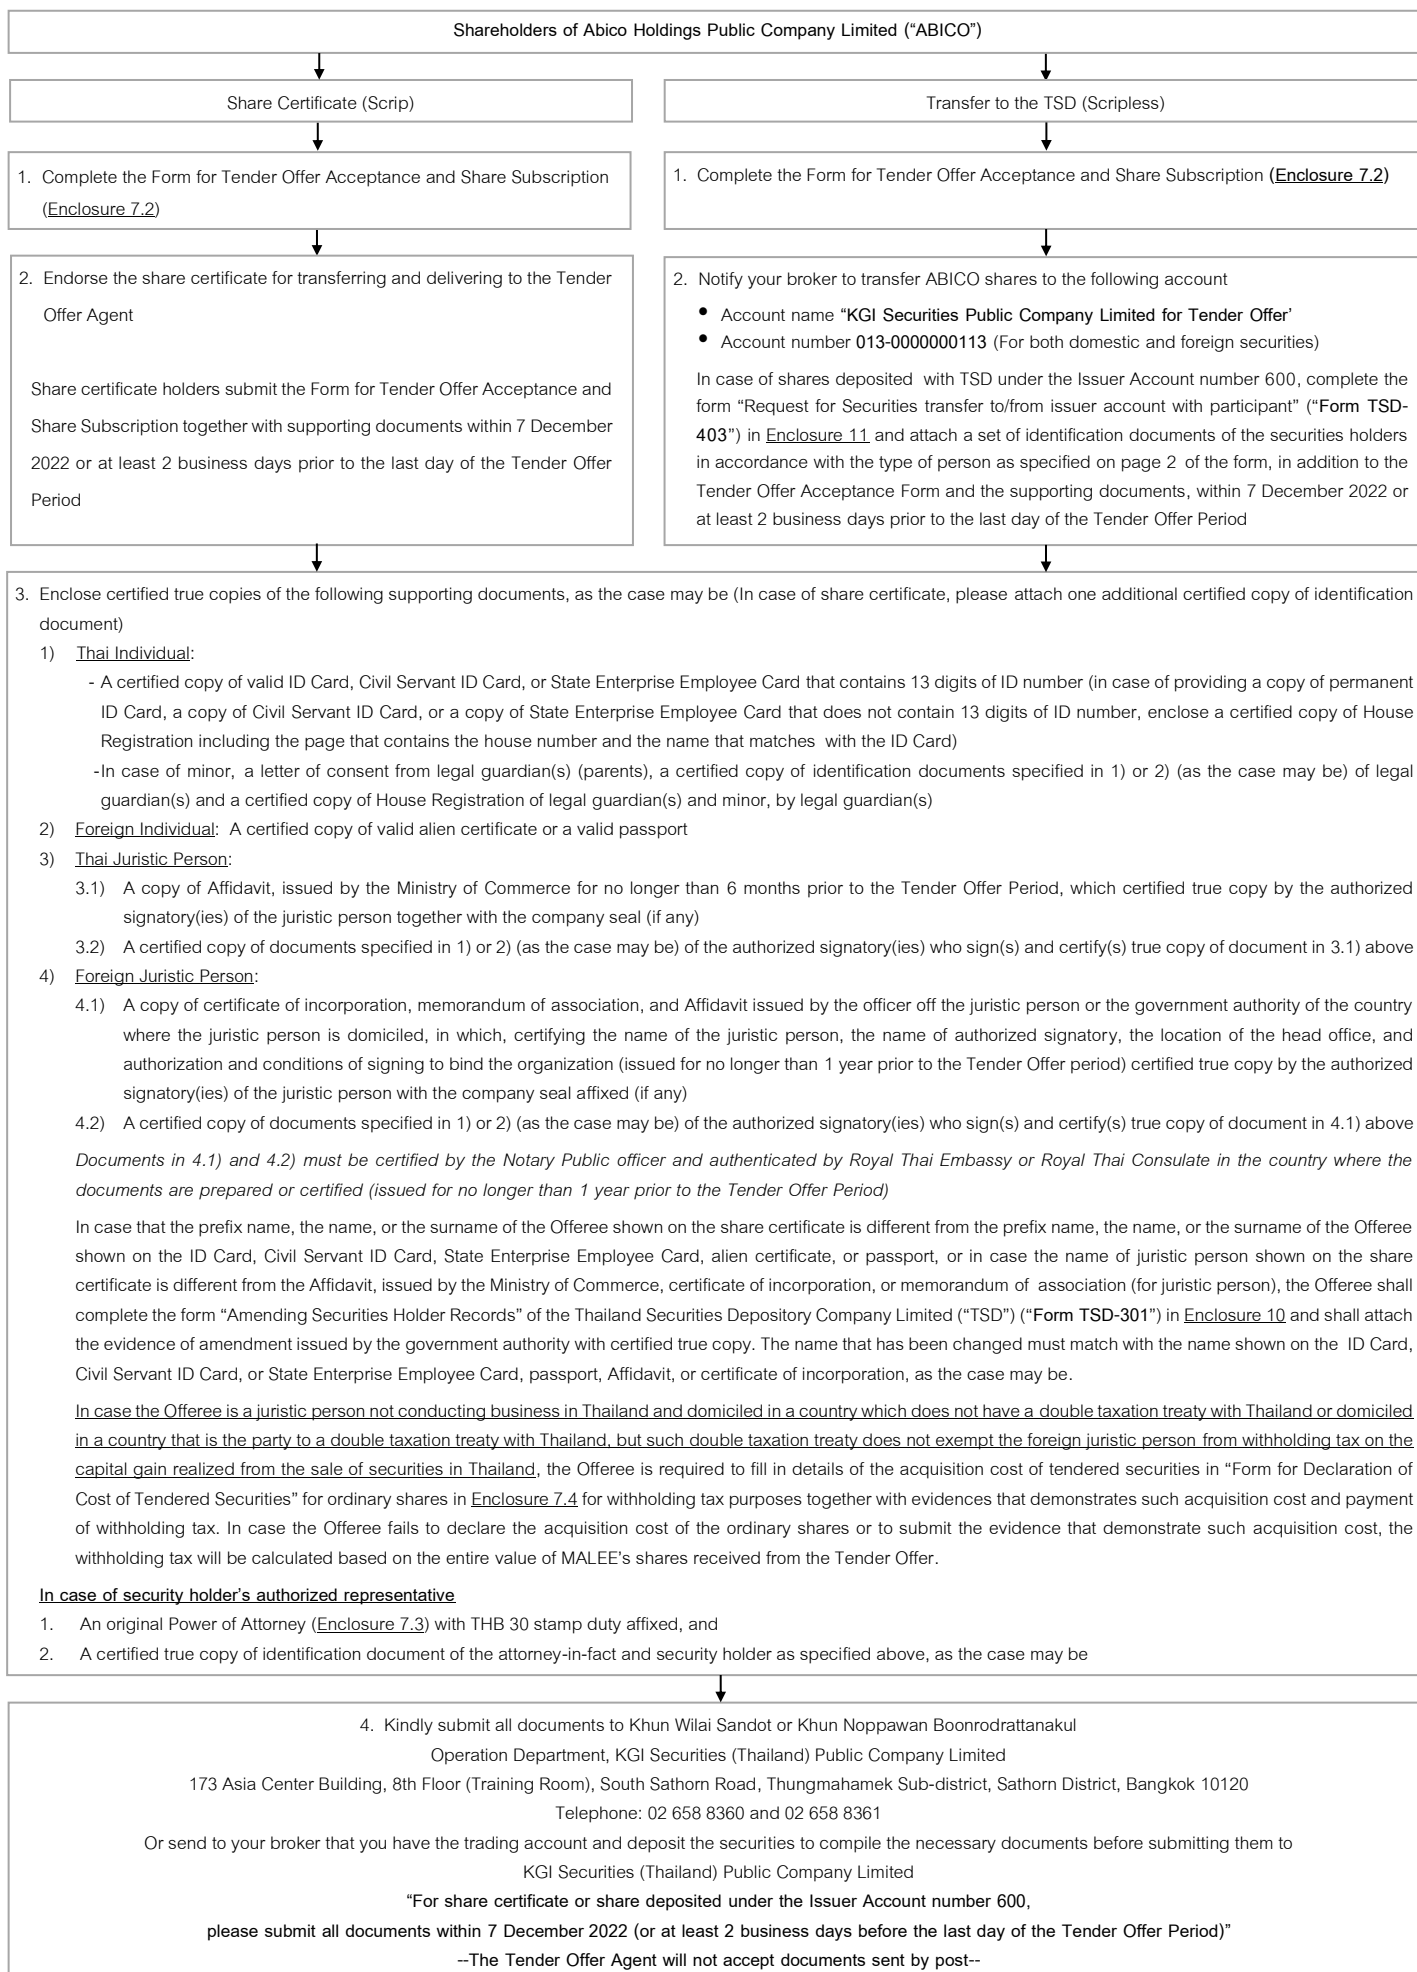 Shareholders of Abico Holdings Public Company Limited (“ABICO”)
Share Certificate (Scrip)
1. Complete the Form for Tender Offer Acceptance and Share Subscription
(Enclosure 7.2)
2. Endorse the share certificate for transferring and delivering to the Tender
Offer Agent
Share certificate holders submit the Form for Tender Offer Acceptance and
Share Subscription together with supporting documents within 7 December
2022 or at least 2 business days prior to the last day of the Tender Offer
Period
Transfer to the TSD (Scripless)
1. Complete the Form for Tender Offer Acceptance and Share Subscription (Enclosure 7.2)
2. Notify your broker to transfer ABICO shares to the following account
• Account name “KGI Securities Public Company Limited for Tender Offer’
• Account number 013-0000000113 (For both domestic and foreign securities)
In case of shares deposited with TSD under the Issuer Account number 600, complete the
form “Request for Securities transfer to/from issuer account with participant” (“Form TSD-
403”) in Enclosure 11 and attach a set of identification documents of the securities holders
in accordance with the type of person as specified on page 2 of the form, in addition to the
Tender Offer Acceptance Form and the supporting documents, within 7 December 2022 or
at least 2 business days prior to the last day of the Tender Offer Period
3. Enclose certified true copies of the following supporting documents, as the case may be (In case of share certificate, please attach one additional certified copy of identification
document)
1) Thai Individual:
- A certified copy of valid ID Card, Civil Servant ID Card, or State Enterprise Employee Card that contains 13 digits of ID number (in case of providing a copy of permanent
ID Card, a copy of Civil Servant ID Card, or a copy of State Enterprise Employee Card that does not contain 13 digits of ID number, enclose a certified copy of House
Registration including the page that contains the house number and the name that matches with the ID Card)
-In case of minor, a letter of consent from legal guardian(s) (parents), a certified copy of identification documents specified in 1) or 2) (as the case may be) of legal
guardian(s) and a certified copy of House Registration of legal guardian(s) and minor, by legal guardian(s)
2) Foreign Individual: A certified copy of valid alien certificate or a valid passport
3) Thai Juristic Person:
3.1) A copy of Affidavit, issued by the Ministry of Commerce for no longer than 6 months prior to the Tender Offer Period, which certified true copy by the authorized
signatory(ies) of the juristic person together with the company seal (if any)
3.2) A certified copy of documents specified in 1) or 2) (as the case may be) of the authorized signatory(ies) who sign(s) and certify(s) true copy of document in 3.1) above
4) Foreign Juristic Person:
4.1) A copy of certificate of incorporation, memorandum of association, and Affidavit issued by the officer off the juristic person or the government authority of the country
where the juristic person is domiciled, in which, certifying the name of the juristic person, the name of authorized signatory, the location of the head office, and
authorization and conditions of signing to bind the organization (issued for no longer than 1 year prior to the Tender Offer period) certified true copy by the authorized
signatory(ies) of the juristic person with the company seal affixed (if any)
4.2) A certified copy of documents specified in 1) or 2) (as the case may be) of the authorized signatory(ies) who sign(s) and certify(s) true copy of document in 4.1) above
Documents in 4.1) and 4.2) must be certified by the Notary Public officer and authenticated by Royal Thai Embassy or Royal Thai Consulate in the country where the
documents are prepared or certified (issued for no longer than 1 year prior to the Tender Offer Period)
In case that the prefix name, the name, or the surname of the Offeree shown on the share certificate is different from the prefix name, the name, or the surname of the Offeree
shown on the ID Card, Civil Servant ID Card, State Enterprise Employee Card, alien certificate, or passport, or in case the name of juristic person shown on the share
certificate is different from the Affidavit, issued by the Ministry of Commerce, certificate of incorporation, or memorandum of association (for juristic person), the Offeree shall
complete the form “Amending Securities Holder Records” of the Thailand Securities Depository Company Limited (“TSD”) (“Form TSD-301”) in Enclosure 10 and shall attach
the evidence of amendment issued by the government authority with certified true copy. The name that has been changed must match with the name shown on the ID Card,
Civil Servant ID Card, or State Enterprise Employee Card, passport, Affidavit, or certificate of incorporation, as the case may be.
In case the Offeree is a juristic person not conducting business in Thailand and domiciled in a country which does not have a double taxation treaty with Thailand or domiciled
in a country that is the party to a double taxation treaty with Thailand, but such double taxation treaty does not exempt the foreign juristic person from withholding tax on the
capital gain realized from the sale of securities in Thailand, the Offeree is required to fill in details of the acquisition cost of tendered securities in “Form for Declaration of
Cost of Tendered Securities” for ordinary shares in Enclosure 7.4 for withholding tax purposes together with evidences that demonstrates such acquisition cost and payment
of withholding tax. In case the Offeree fails to declare the acquisition cost of the ordinary shares or to submit the evidence that demonstrate such acquisition cost, the
withholding tax will be calculated based on the entire value of MALEE’s shares received from the Tender Offer.
In case of security holder’s authorized representative
1. An original Power of Attorney (Enclosure 7.3) with THB 30 stamp duty affixed, and
2. A certified true copy of identification document of the attorney-in-fact and security holder as specified above, as the case may be
4. Kindly submit all documents to Khun Wilai Sandot or Khun Noppawan Boonrodrattanakul
Operation Department, KGI Securities (Thailand) Public Company Limited
173 Asia Center Building, 8th Floor (Training Room), South Sathorn Road, Thungmahamek Sub-district, Sathorn District, Bangkok 10120
Telephone: 02 658 8360 and 02 658 8361
Or send to your broker that you have the trading account and deposit the securities to compile the necessary documents before submitting them to
KGI Securities (Thailand) Public Company Limited
“For share certificate or share deposited under the Issuer Account number 600,
please submit all documents within 7 December 2022 (or at least 2 business days before the last day of the Tender Offer Period)”
--The Tender Offer Agent will not accept documents sent by post--